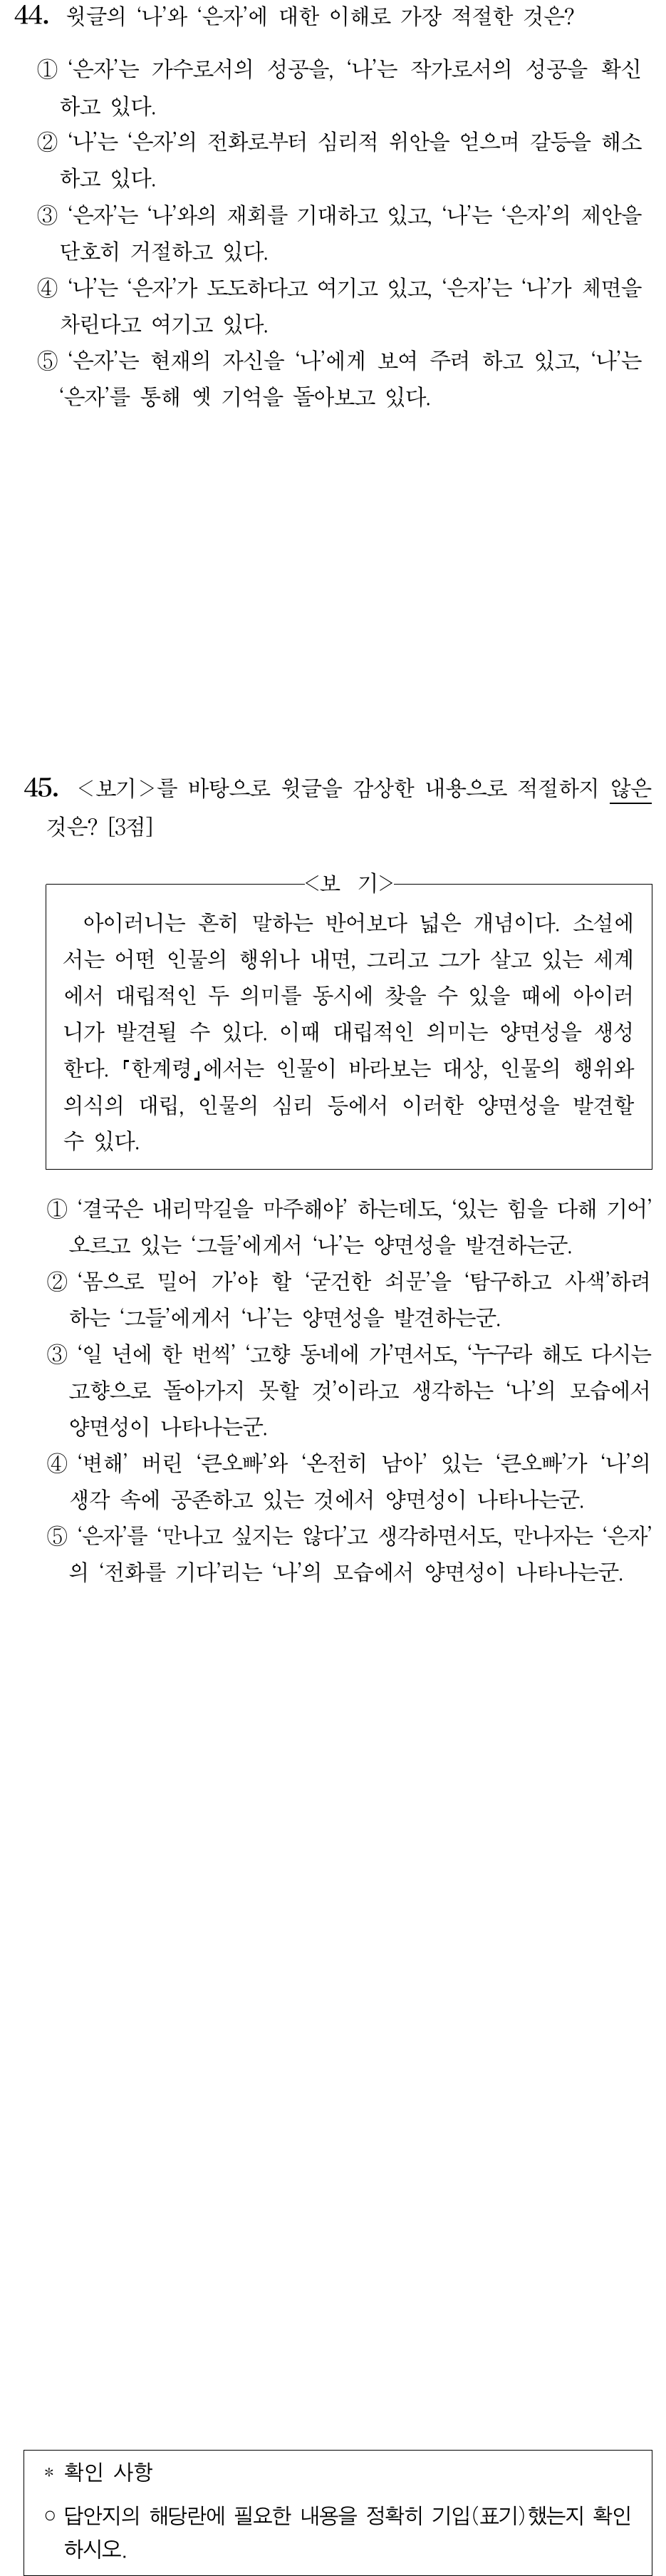 44. 윗글의 ‘나’와 ‘은자’에 대한 이해로 가장 적절한 것은?
① ‘은자’는 가수로서의 성공을, ‘나’는 작가로서의 성공을 확신
하고 있다.
② ‘나’는 ‘은자’의 전화로부터 심리적 위안을 얻으며 갈등을 해소
하고 있다.
③ ‘은자’는 ‘나’와의 재회를 기대하고 있고, ‘나’는 ‘은자’의 제안을
단호히 거절하고 있다.
④ ‘나’는 ‘은자’가 도도하다고 여기고 있고, ‘은자’는 ‘나’가 체면을
차린다고 여기고 있다.
⑤ ‘은자’는 현재의 자신을 ‘나’에게 보여 주려 하고 있고, ‘나’는
‘은자’를 통해 옛 기억을 돌아보고 있다.
45. <보기>를 바탕으로 윗글을 감상한 내용으로 적절하지 않은
것은? [3점]
<보 기>
아이러니는 흔히 말하는 반어보다 넓은 개념이다. 소설에
서는 어떤 인물의 행위나 내면, 그리고 그가 살고 있는 세계
에서 대립적인 두 의미를 동시에 찾을 수 있을 때에 아이러
니가 발견될 수 있다. 이때 대립적인 의미는 양면성을 생성
한다. 「한계령」에서는 인물이 바라보는 대상, 인물의 행위와
의식의 대립, 인물의 심리 등에서 이러한 양면성을 발견할
수 있다.
① ‘결국은 내리막길을 마주해야’ 하는데도, ‘있는 힘을 다해 기어’
오르고 있는 ‘그들’에게서 ‘나’는 양면성을 발견하는군.
② ‘몸으로 밀어 가’야 할 ‘굳건한 쇠문’을 ‘탐구하고 사색’하려
하는 ‘그들’에게서 ‘나’는 양면성을 발견하는군.
③ ‘일 년에 한 번씩’ ‘고향 동네에 가’면서도, ‘누구라 해도 다시는
고향으로 돌아가지 못할 것’이라고 생각하는 ‘나’의 모습에서
양면성이 나타나는군.
④ ‘변해’ 버린 ‘큰오빠’와 ‘온전히 남아’ 있는 ‘큰오빠’가 ‘나’의
생각 속에 공존하고 있는 것에서 양면성이 나타나는군.
⑤ ‘은자’를 ‘만나고 싶지는 않다’고 생각하면서도, 만나자는 ‘은자’
의 ‘전화를 기다’리는 ‘나’의 모습에서 양면성이 나타나는군.
* 확인 사항
○ 답안지의 해당란에 필요한 내용을 정확히 기입(표기)했는지 확인
하시오.